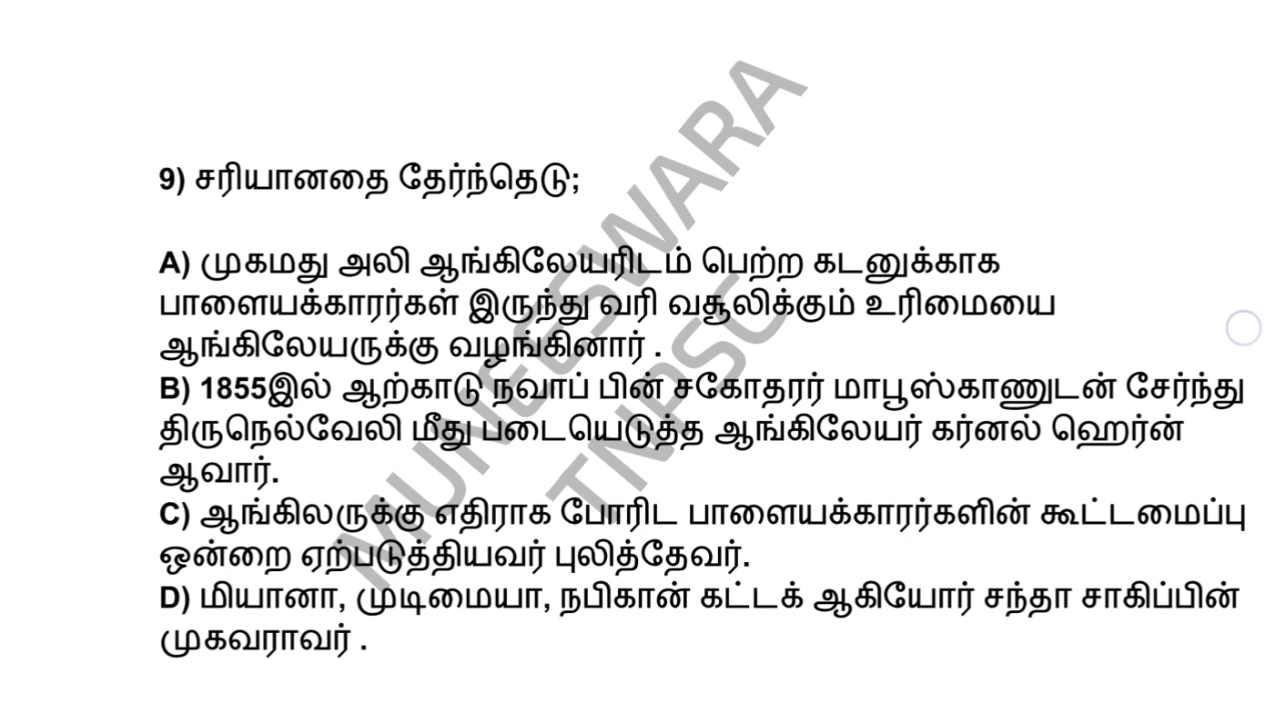 9) சரியானதை தேர்ந்தெடு;
A) முகமது அலி ஆங்கிலேயரிடம் பெற்ற கடனுக்காக
பாளையக்காரர்கள் இருந்து வரி வசூலிக்கும் உரிமையை
ஆங்கிலேயருக்கு வழங்கினார் .
B) 1855இல் ஆற்காடு நவாப் பின் சகோதரர் மாபூஸ்காணுடன் சேர்ந்து
திருநெல்வேலி மீது படையெடுத்த ஆங்கிலேயர் கர்னல் ஹெர்ன்
ஆவார்.
C) ஆங்கிலருக்கு எதிராக போரிட பாளையக்காரர்களின் கூட்டமைப்பு
ஒன்றை ஏற்படுத்தியவர் புலித்தேவர்.
D) மியானா, முடிமையா, நபிகான் கட்டக் ஆகியோர் சந்தா சாகிப்பின்
முகவராவர் .
MUNEESWARA
TNPSC